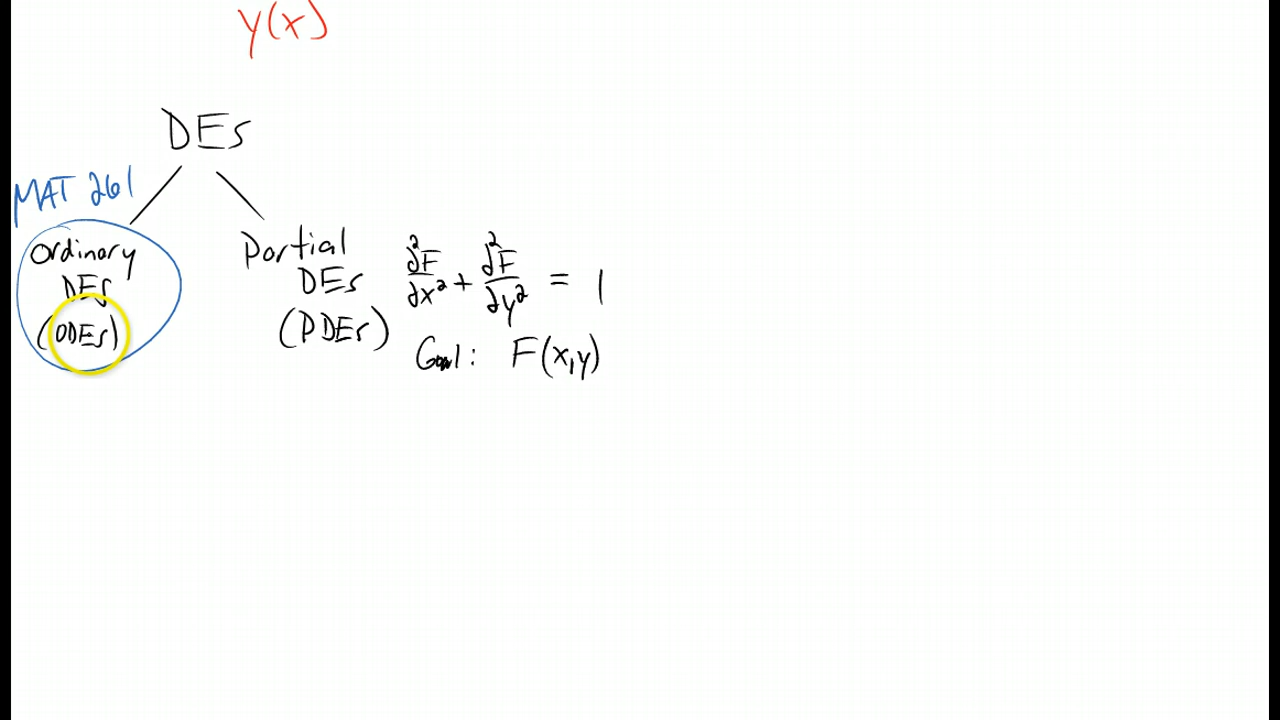 y(x)
DEs
MAT 261
Ordinary
DEs
(ODEs)
Partial
DEs
(PDEs)
∂²F/∂x² + ∂²F/∂y² = 1
Goal: F(x,y)